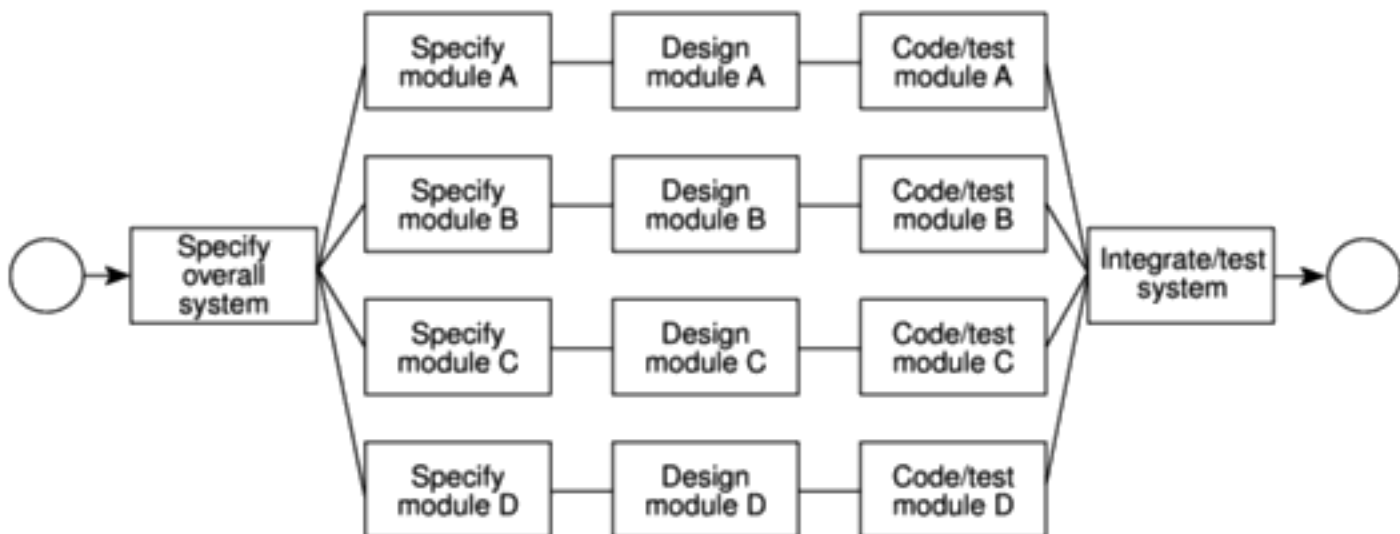 Specify
module A
Design
module A
Code/test
module A
Specify
module B
Design
module B
Code/test
module B
Specify
overall
system
Integrate/test
system
Specify
module C
Design
module C
Code/test
module C
Specify
module D
Design
module D
Code/test
module D